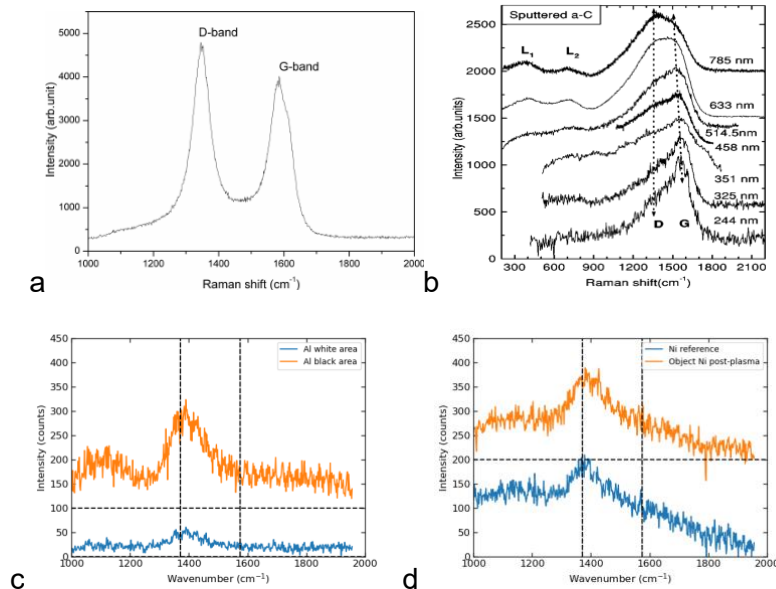 D-band
G-band
5000
4000
3000
2000
1000
0
Intensity (arb.unit)
1000
1200
1400
1600
1800
2000
Raman shift (cm-1)
a
Sputtered a-C
L1
L2
785 nm
633 nm
514.5nm
458 nm
351 nm
325 nm
244 nm
D
G
2500
2000
1500
1000
500
0
Intensity (arb.units)
300
600
900
1200
1500
1800
2100
Raman shift(cm-1)
b
Al white area
Al black area
450
400
350
300
250
200
150
100
50
0
Intensity (counts)
1000
1200
1400
1600
1800
2000
Wavenumber (cm−1)
c
Ni reference
Object Ni post-plasma
450
400
350
300
250
200
150
100
50
0
Intensity (counts)
1000
1200
1400
1600
1800
2000
Wavenumber (cm−1)
d